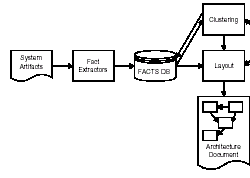 Clustering
System
Artifacts
Fact
Extractors
FACTS DB
Layout
Architecture
Document